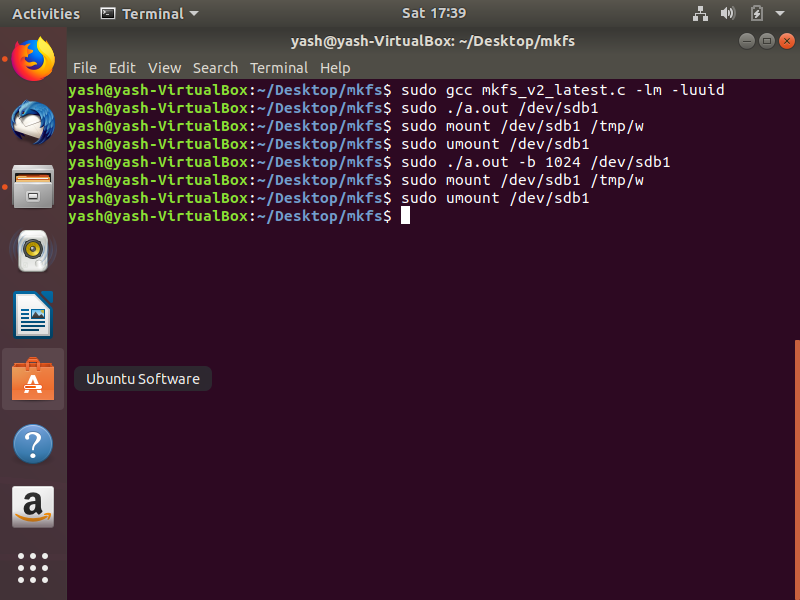 Activities Terminal Sat 17:39
yash@yash-VirtualBox: ~/Desktop/mkfs
File Edit View Search Terminal Help
yash@yash-VirtualBox:~/Desktop/mkfs$ sudo gcc mkfs_v2_latest.c -lm -luuid
yash@yash-VirtualBox:~/Desktop/mkfs$ sudo ./a.out /dev/sdb1
yash@yash-VirtualBox:~/Desktop/mkfs$ sudo mount /dev/sdb1 /tmp/w
yash@yash-VirtualBox:~/Desktop/mkfs$ sudo umount /dev/sdb1
yash@yash-VirtualBox:~/Desktop/mkfs$ sudo ./a.out -b 1024 /dev/sdb1
yash@yash-VirtualBox:~/Desktop/mkfs$ sudo mount /dev/sdb1 /tmp/w
yash@yash-VirtualBox:~/Desktop/mkfs$ sudo umount /dev/sdb1
yash@yash-VirtualBox:~/Desktop/mkfs$
Ubuntu Software